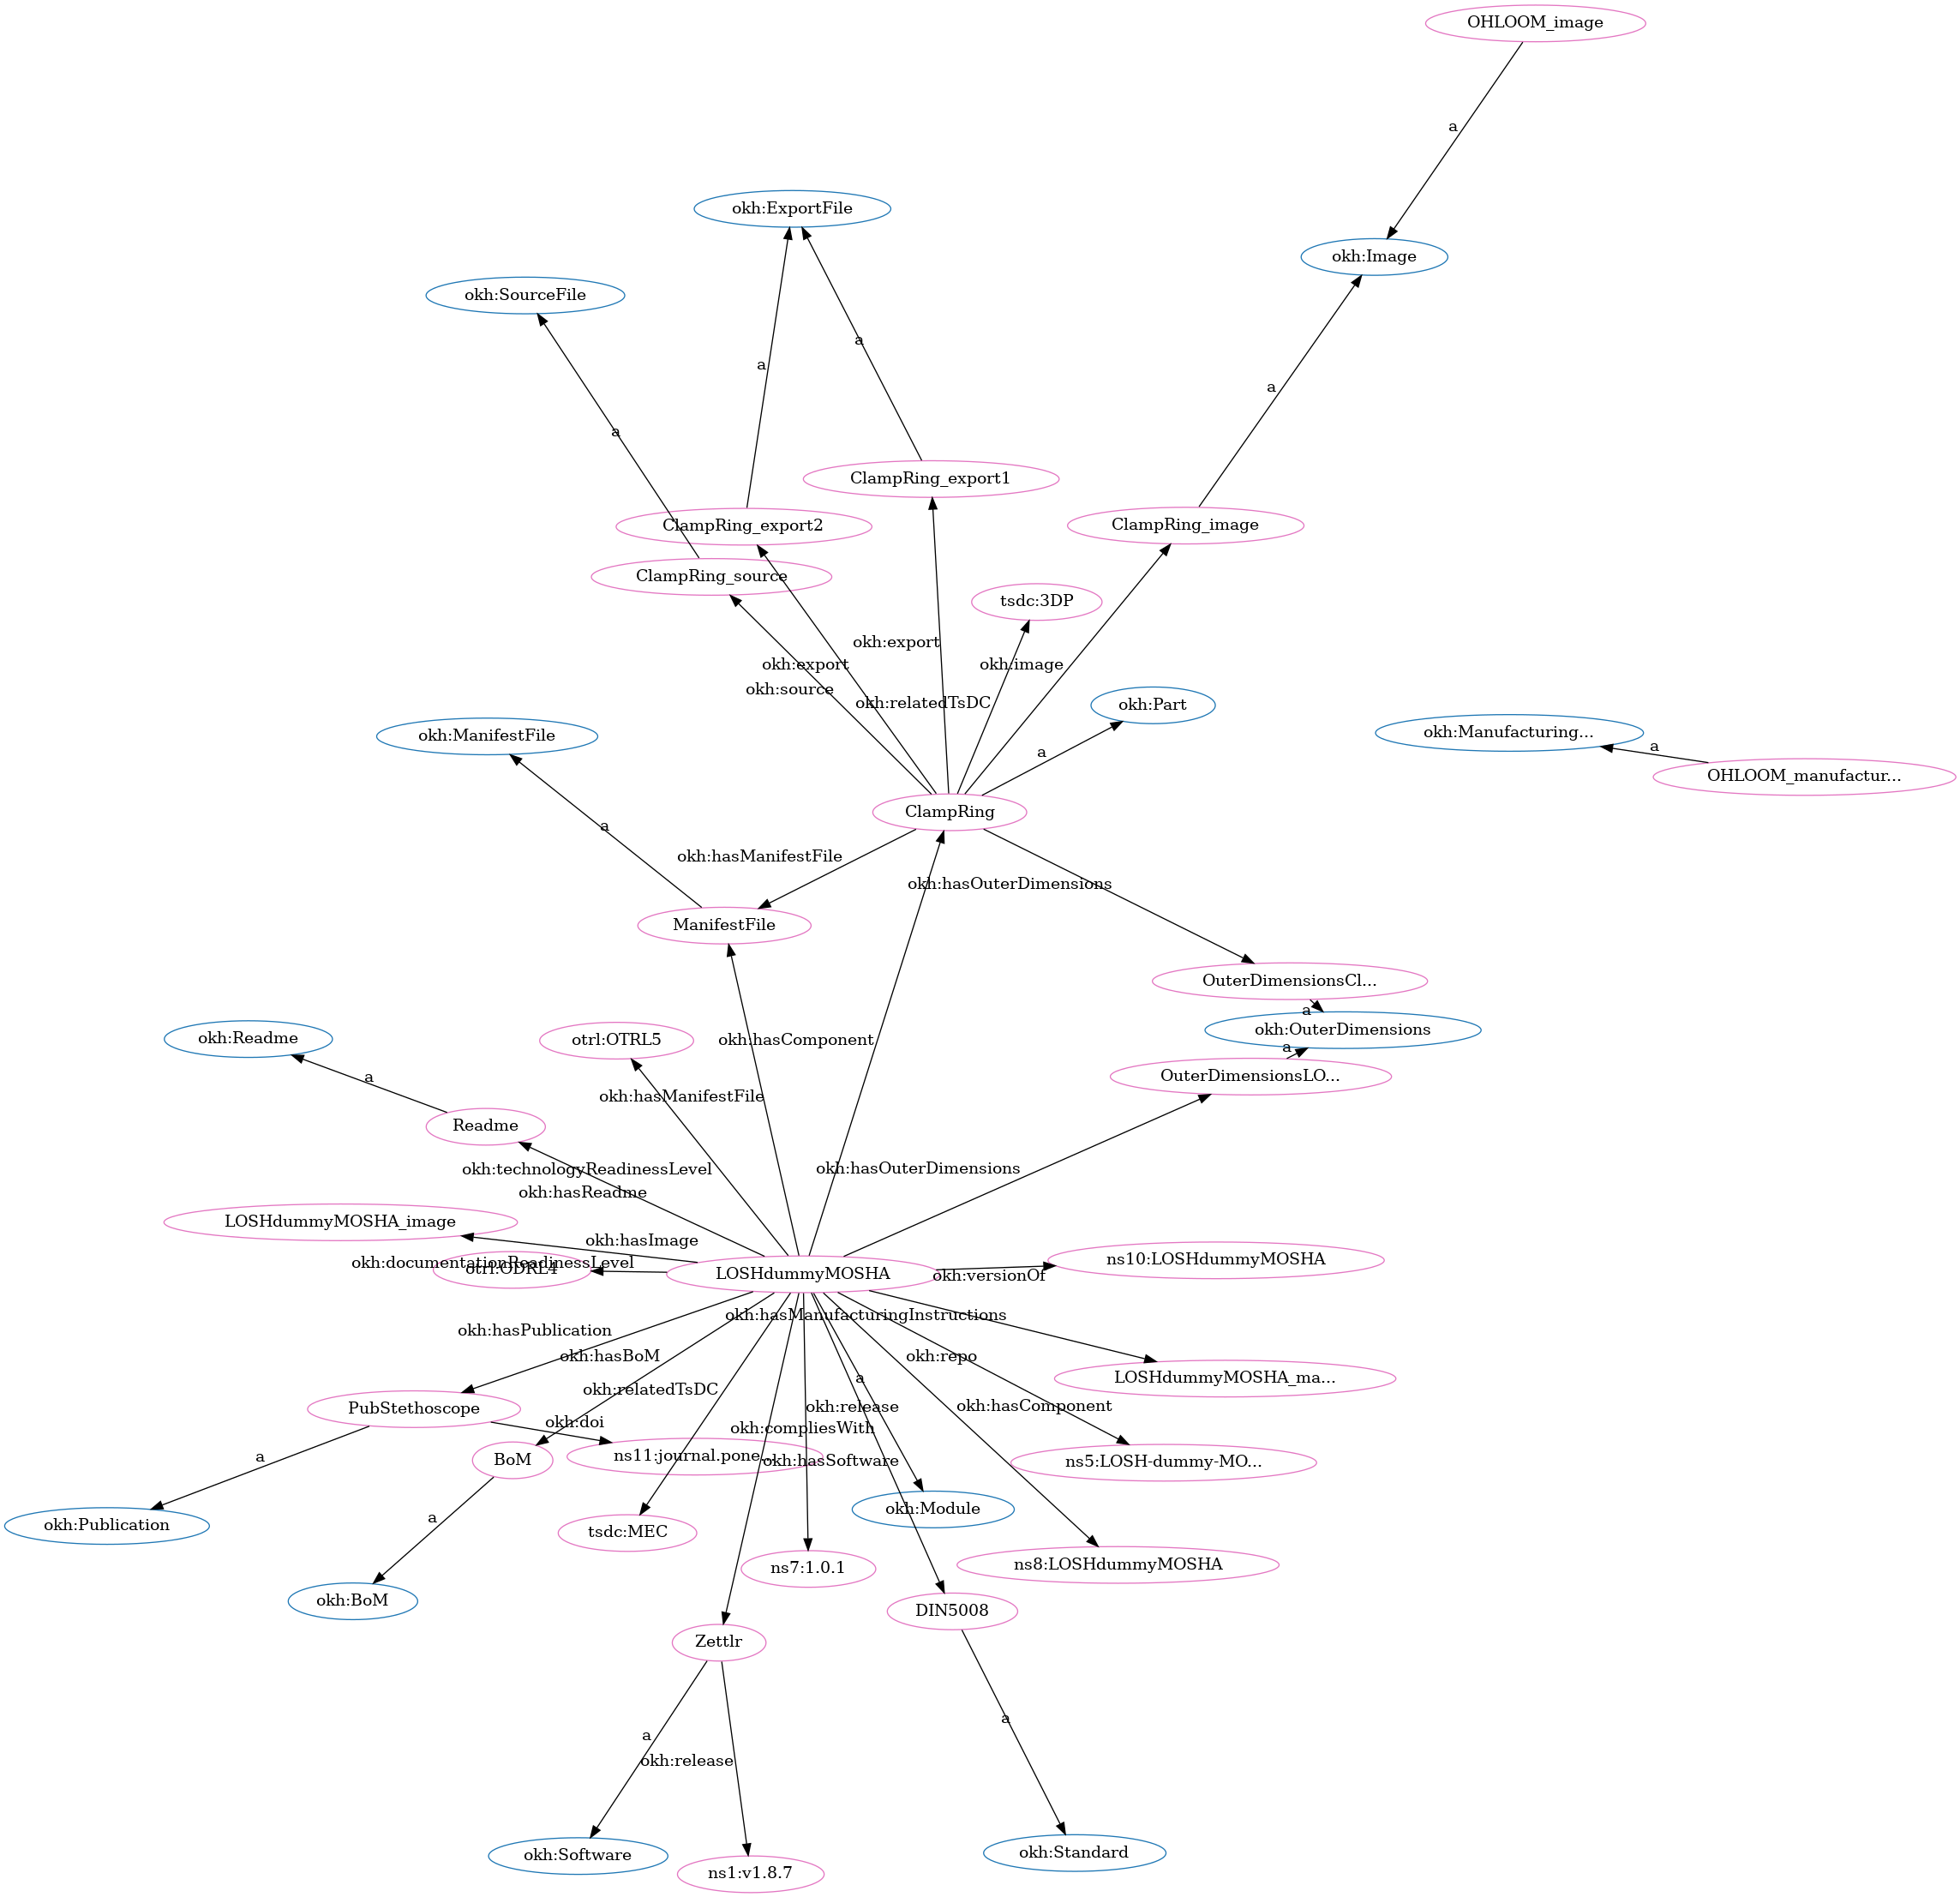 OHLOOM_image
a
okh:ExportFile
okh:Image
okh:SourceFile
a
a
a
a
ClampRing_export1
ClampRing_export2
ClampRing_image
ClampRing_source
tsdc:3DP
okh:export
okh:export
okh:image
okh:source
okh:relatedTsDC
okh:Part
okh:ManifestFile
okh:Manufacturing...
a
a
OHLOOM_manufactur...
ClampRing
a
okh:hasManifestFile
okh:hasOuterDimensions
ManifestFile
OuterDimensionsCl...
a
okh:Readme
otrl:OTRL5
okh:hasComponent
okh:OuterDimensions
a
a
OuterDimensionsLO...
okh:hasManifestFile
Readme
okh:technologyReadinessLevel
okh:hasOuterDimensions
okh:hasReadme
LOSHdummyMOSHA_image
okh:hasImage
okh:documentationReadinessLevel
otrl:ODRL4
LOSHdummyMOSHA
okh:versionOf
ns10:LOSHdummyMOSHA
okh:hasManufacturingInstructions
okh:hasPublication
okh:hasBoM
okh:repo
okh:relatedTsDC
a
LOSHdummyMOSHA_ma...
PubStethoscope
okh:doi
okh:release
okh:hasComponent
okh:compliesWith
a
BoM
ns11:journal.pone...
okh:hasSoftware
ns5:LOSH-dummy-MO...
okh:Publication
a
tsdc:MEC
okh:Module
ns7:1.0.1
ns8:LOSHdummyMOSHA
okh:BoM
DIN5008
Zettlr
a
a
okh:release
okh:Software
ns1:v1.8.7
okh:Standard